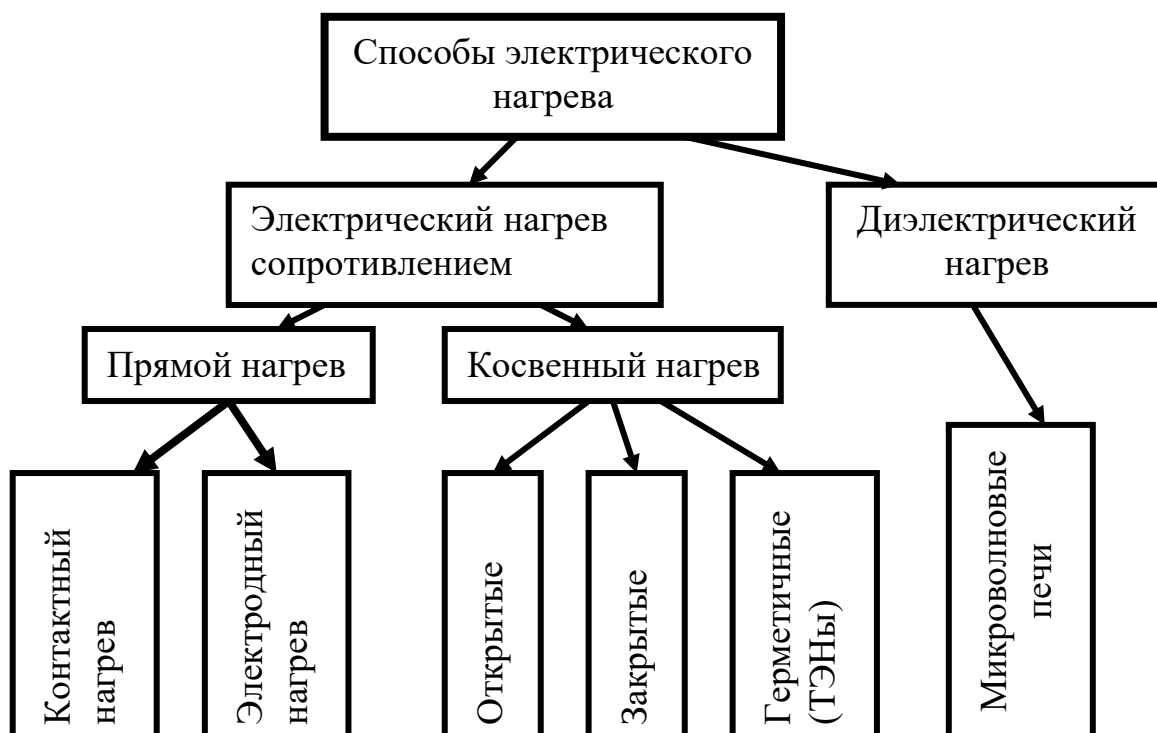 Способы электрического
нагрева
Электрический нагрев
сопротивлением
Диэлектрический
нагрев
Прямой нагрев
Косвенный нагрев
Контактный
нагрев
Электродный
нагрев
Открытые
Закрытые
Герметичные
(ТЭНы)
Микроволновые
печи